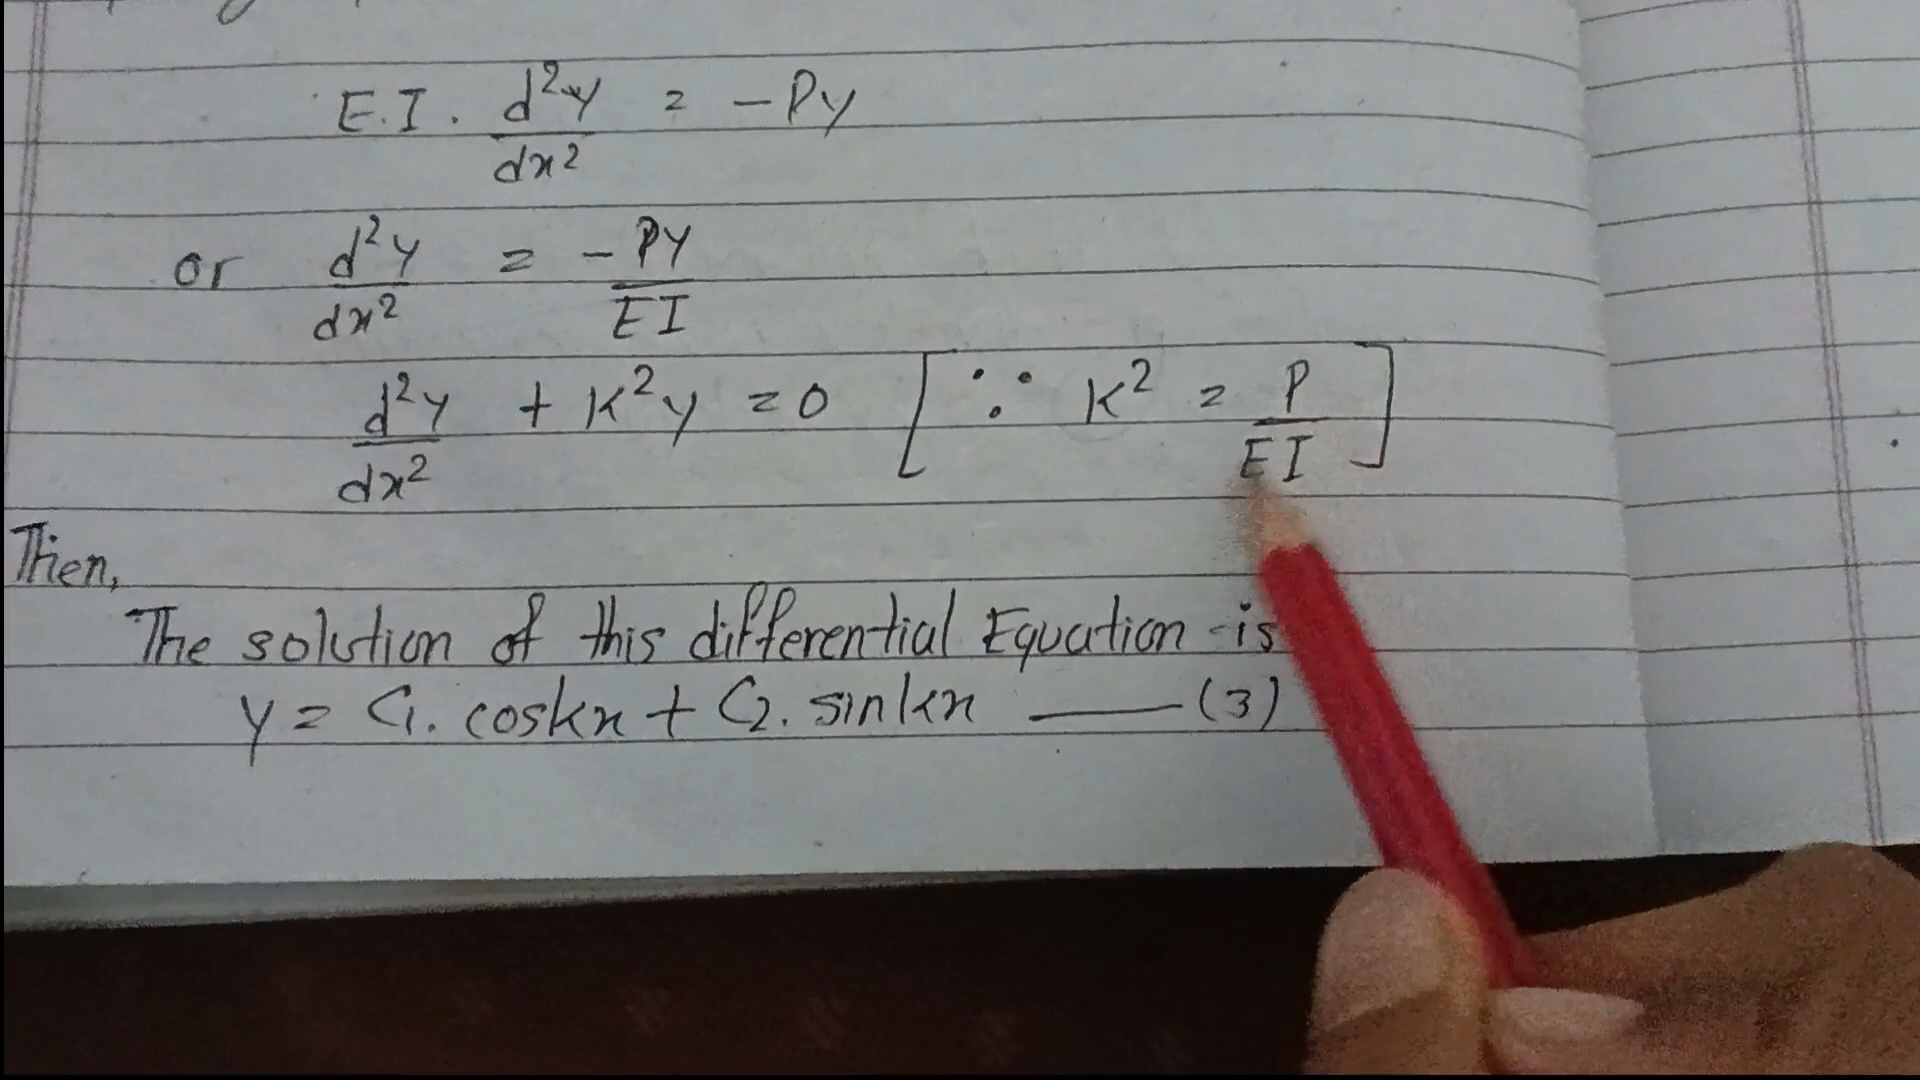 E.I. d²y/dx² = -Py
or d²y/dx² = -Py/EI
d²y/dx² + K²y = 0 [∵ K² = P/EI]
Then,
The solution of this differential Equation is
y = C₁. coskx + C₂. sinkx —— (3)